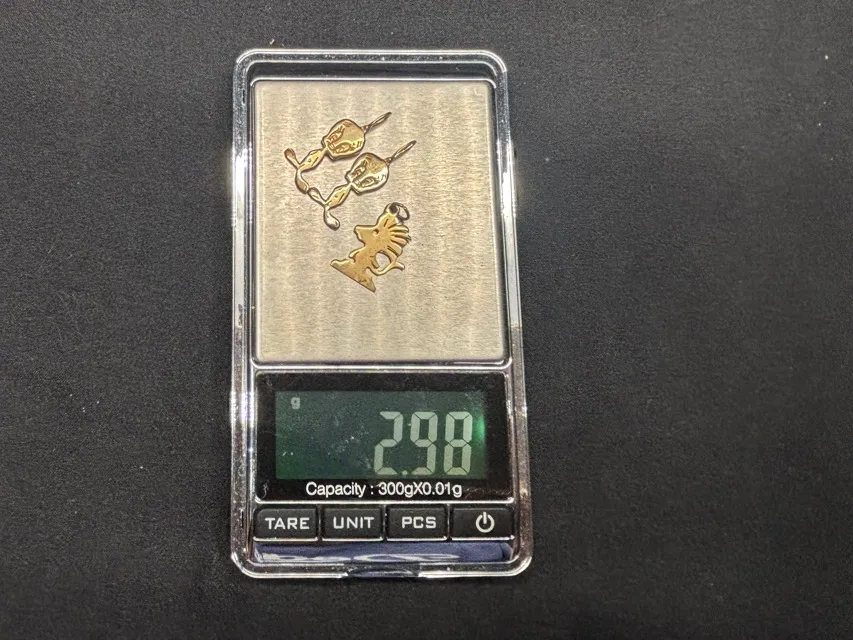 g
2.98
Capacity : 300gX0.01g
TARE UNIT PCS